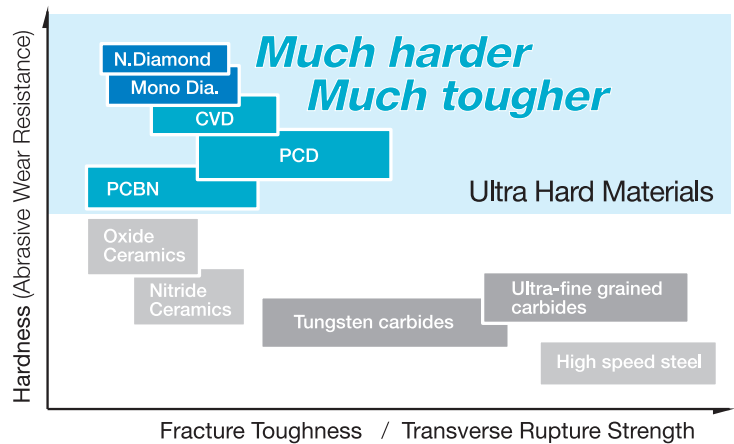 N.Diamond
Mono Dia.
CVD
PCD
PCBN
Much harder
Much tougher
Ultra Hard Materials
Oxide
Ceramics
Nitride
Ceramics
Tungsten carbides
Ultra-fine grained
carbides
High speed steel
Hardness (Abrasive Wear Resistance)
Fracture Toughness / Transverse Rupture Strength